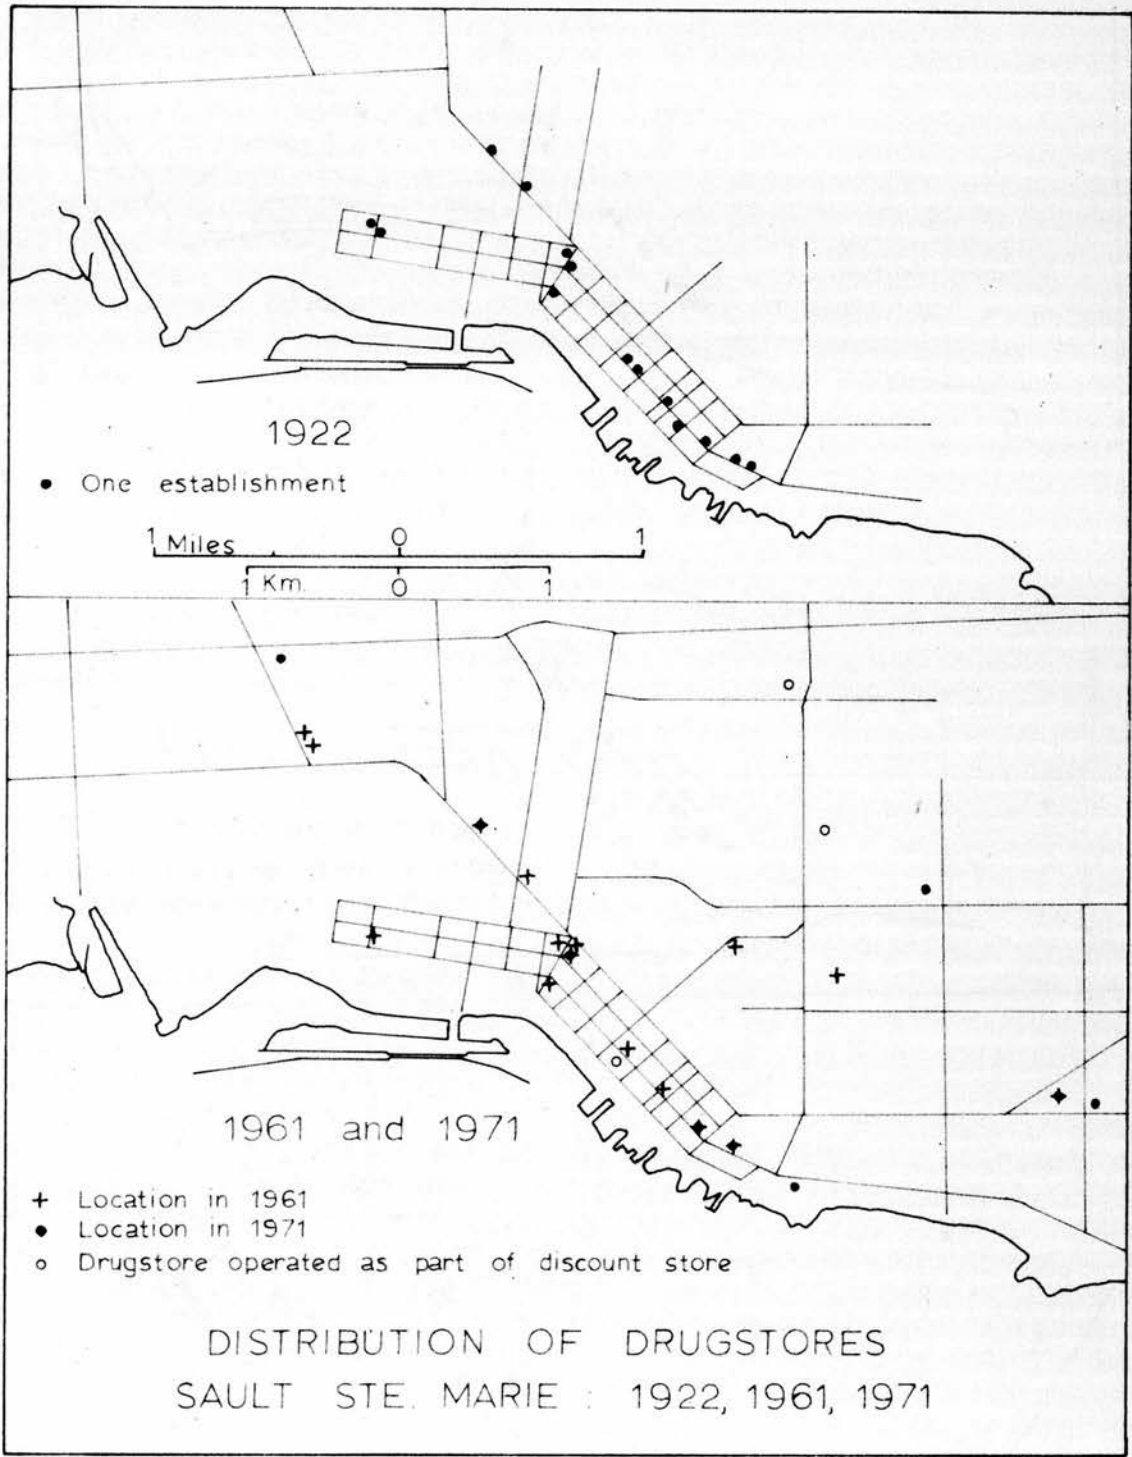 1922
● One establishment
1 Miles 0 1
1 Km. 0 1
1961 and 1971
+ Location in 1961
● Location in 1971
○ Drugstore operated as part of discount store
DISTRIBUTION OF DRUGSTORES
SAULT STE. MARIE : 1922, 1961, 1971